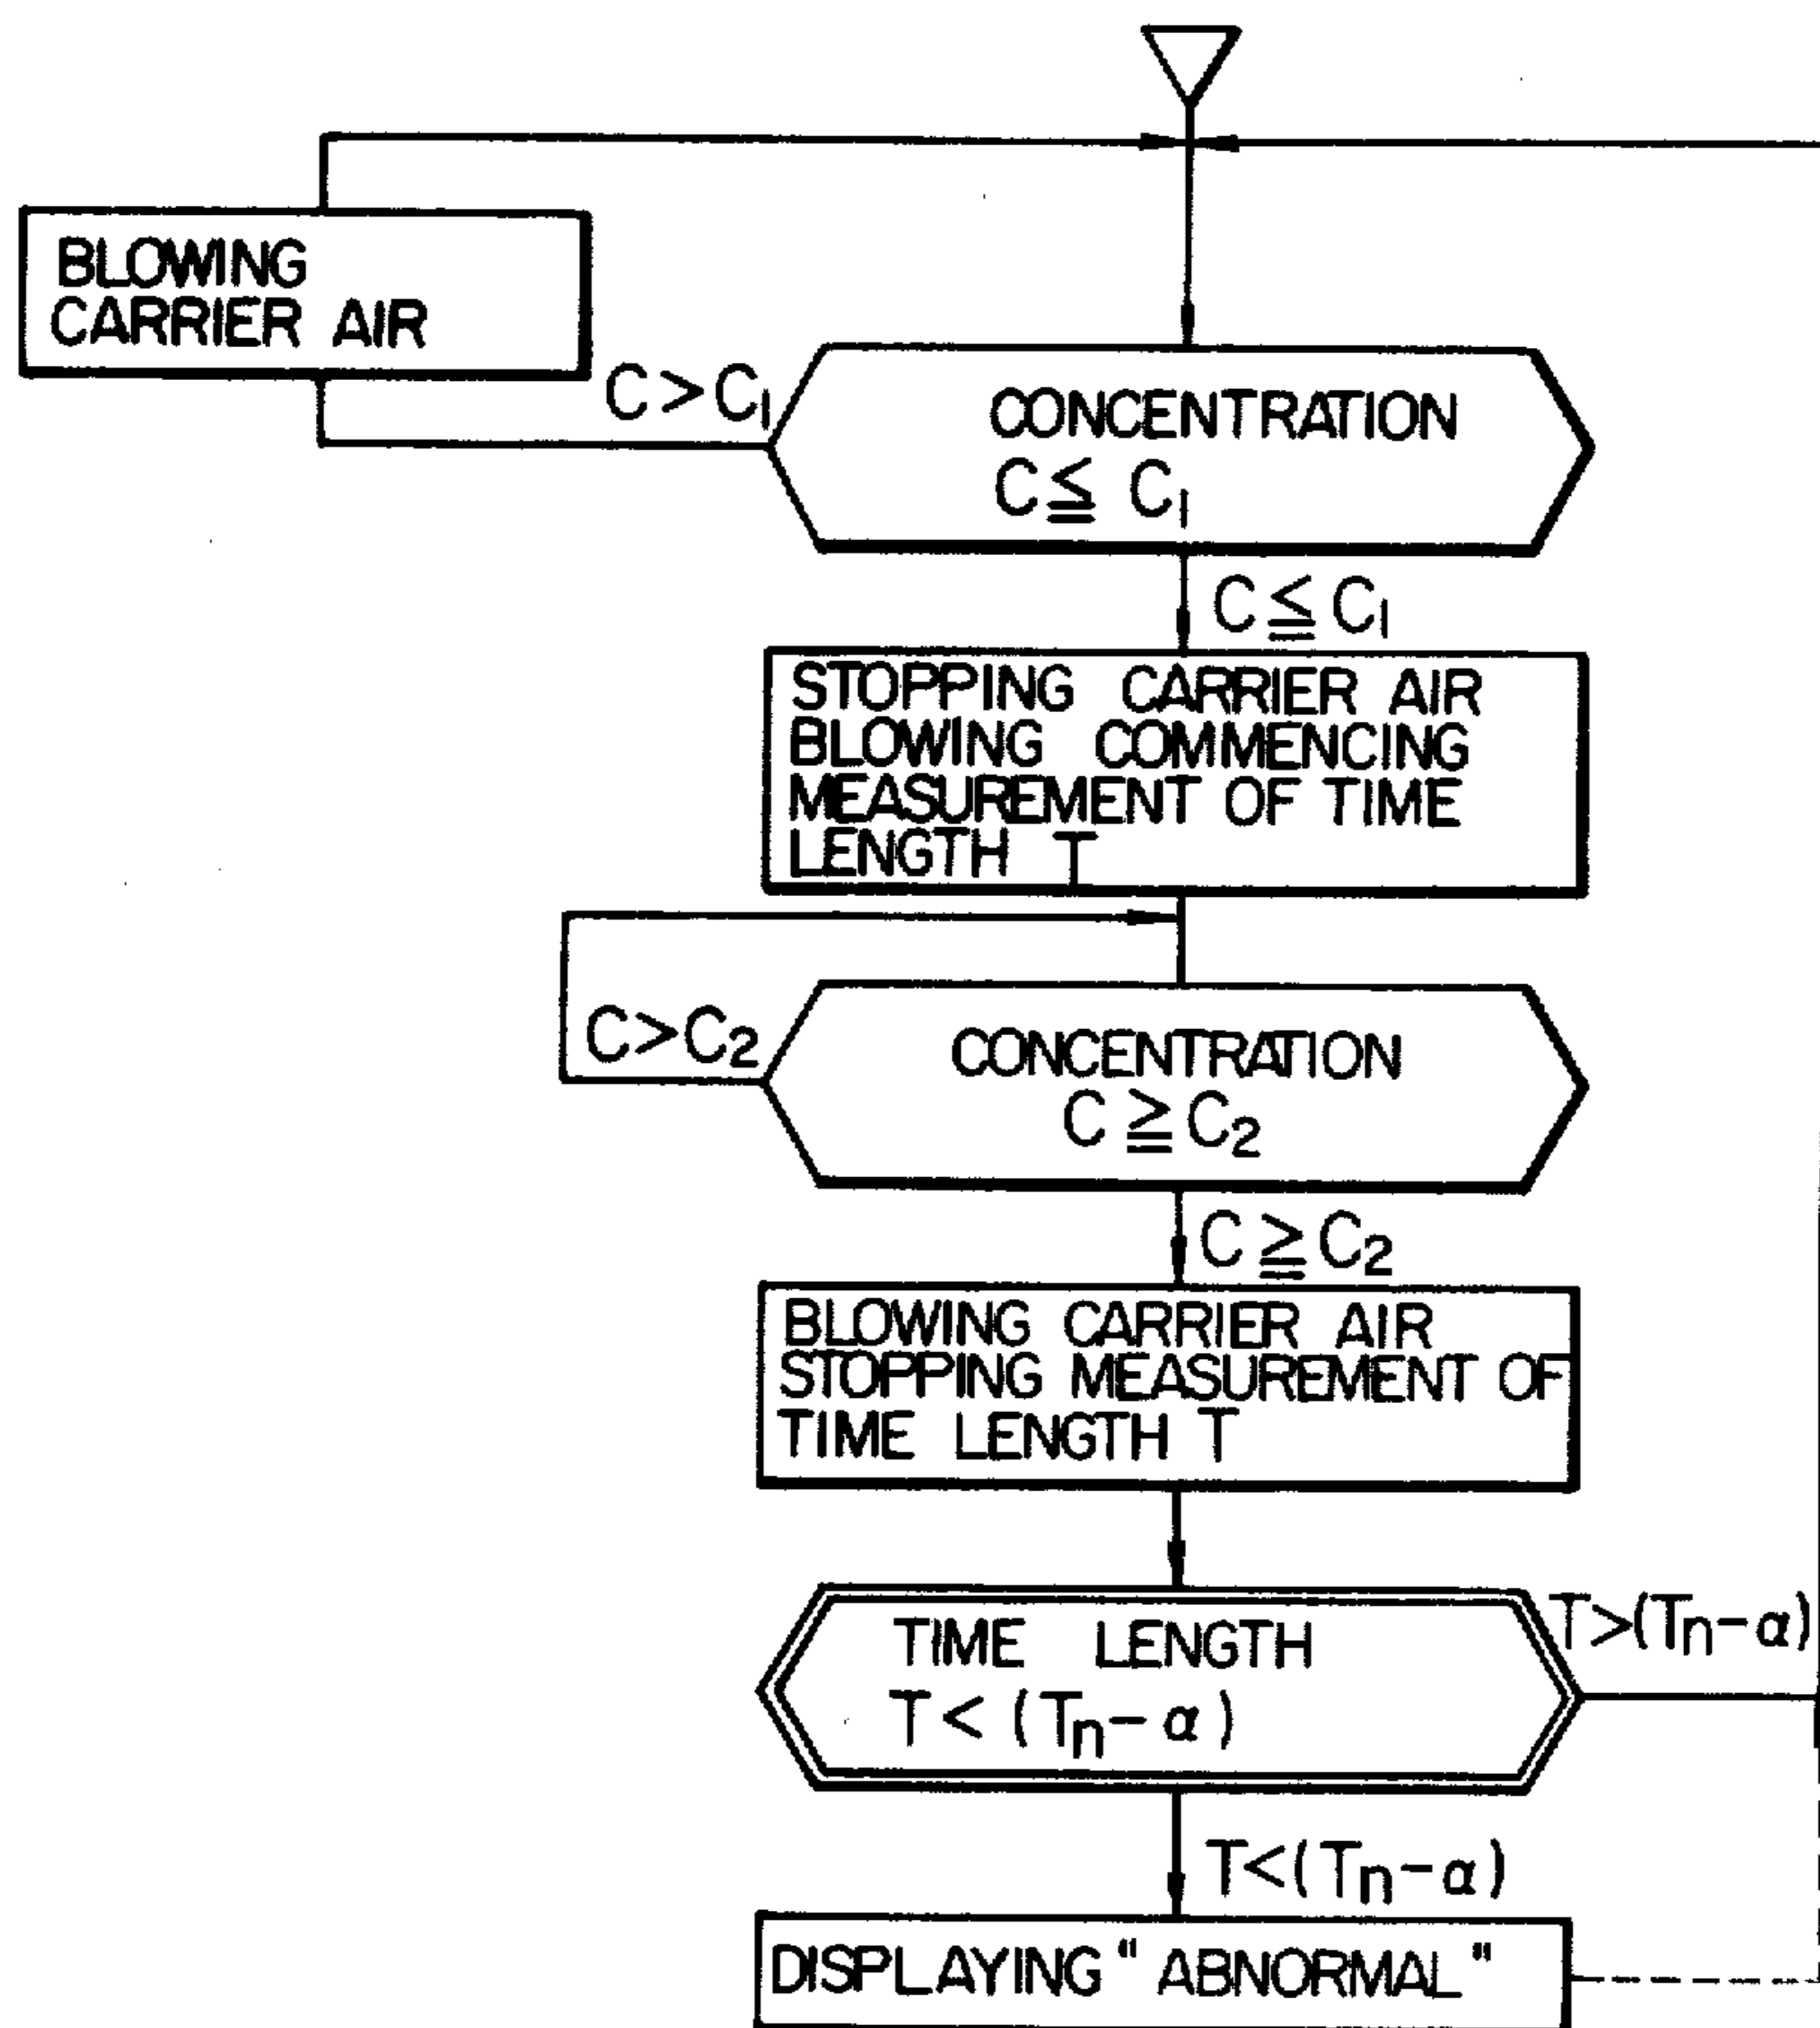 BLOWING
CARRIER AIR
C > C₁
CONCENTRATION
C ≦ C₁
C ≦ C₁
STOPPING CARRIER AIR
BLOWING COMMENCING
MEASUREMENT OF TIME
LENGTH T
C > C₂
CONCENTRATION
C ≧ C₂
C ≧ C₂
BLOWING CARRIER AIR
STOPPING MEASUREMENT OF
TIME LENGTH T
T > (Tn - α)
TIME LENGTH
T < (Tn - α)
T < (Tn - α)
DISPLAYING " ABNORMAL "